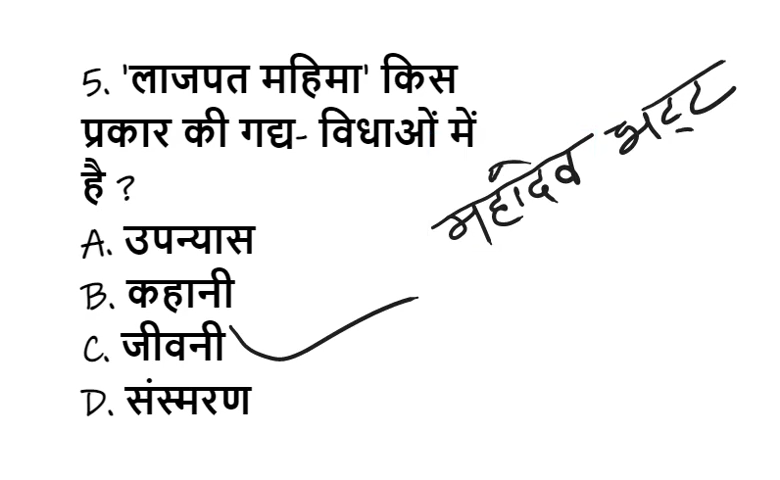 5. 'लाजपत महिमा' किस
प्रकार की गद्य- विधाओं में
है ?
A. उपन्यास
B. कहानी
C. जीवनी
D. संस्मरण
महादेव भट्ट